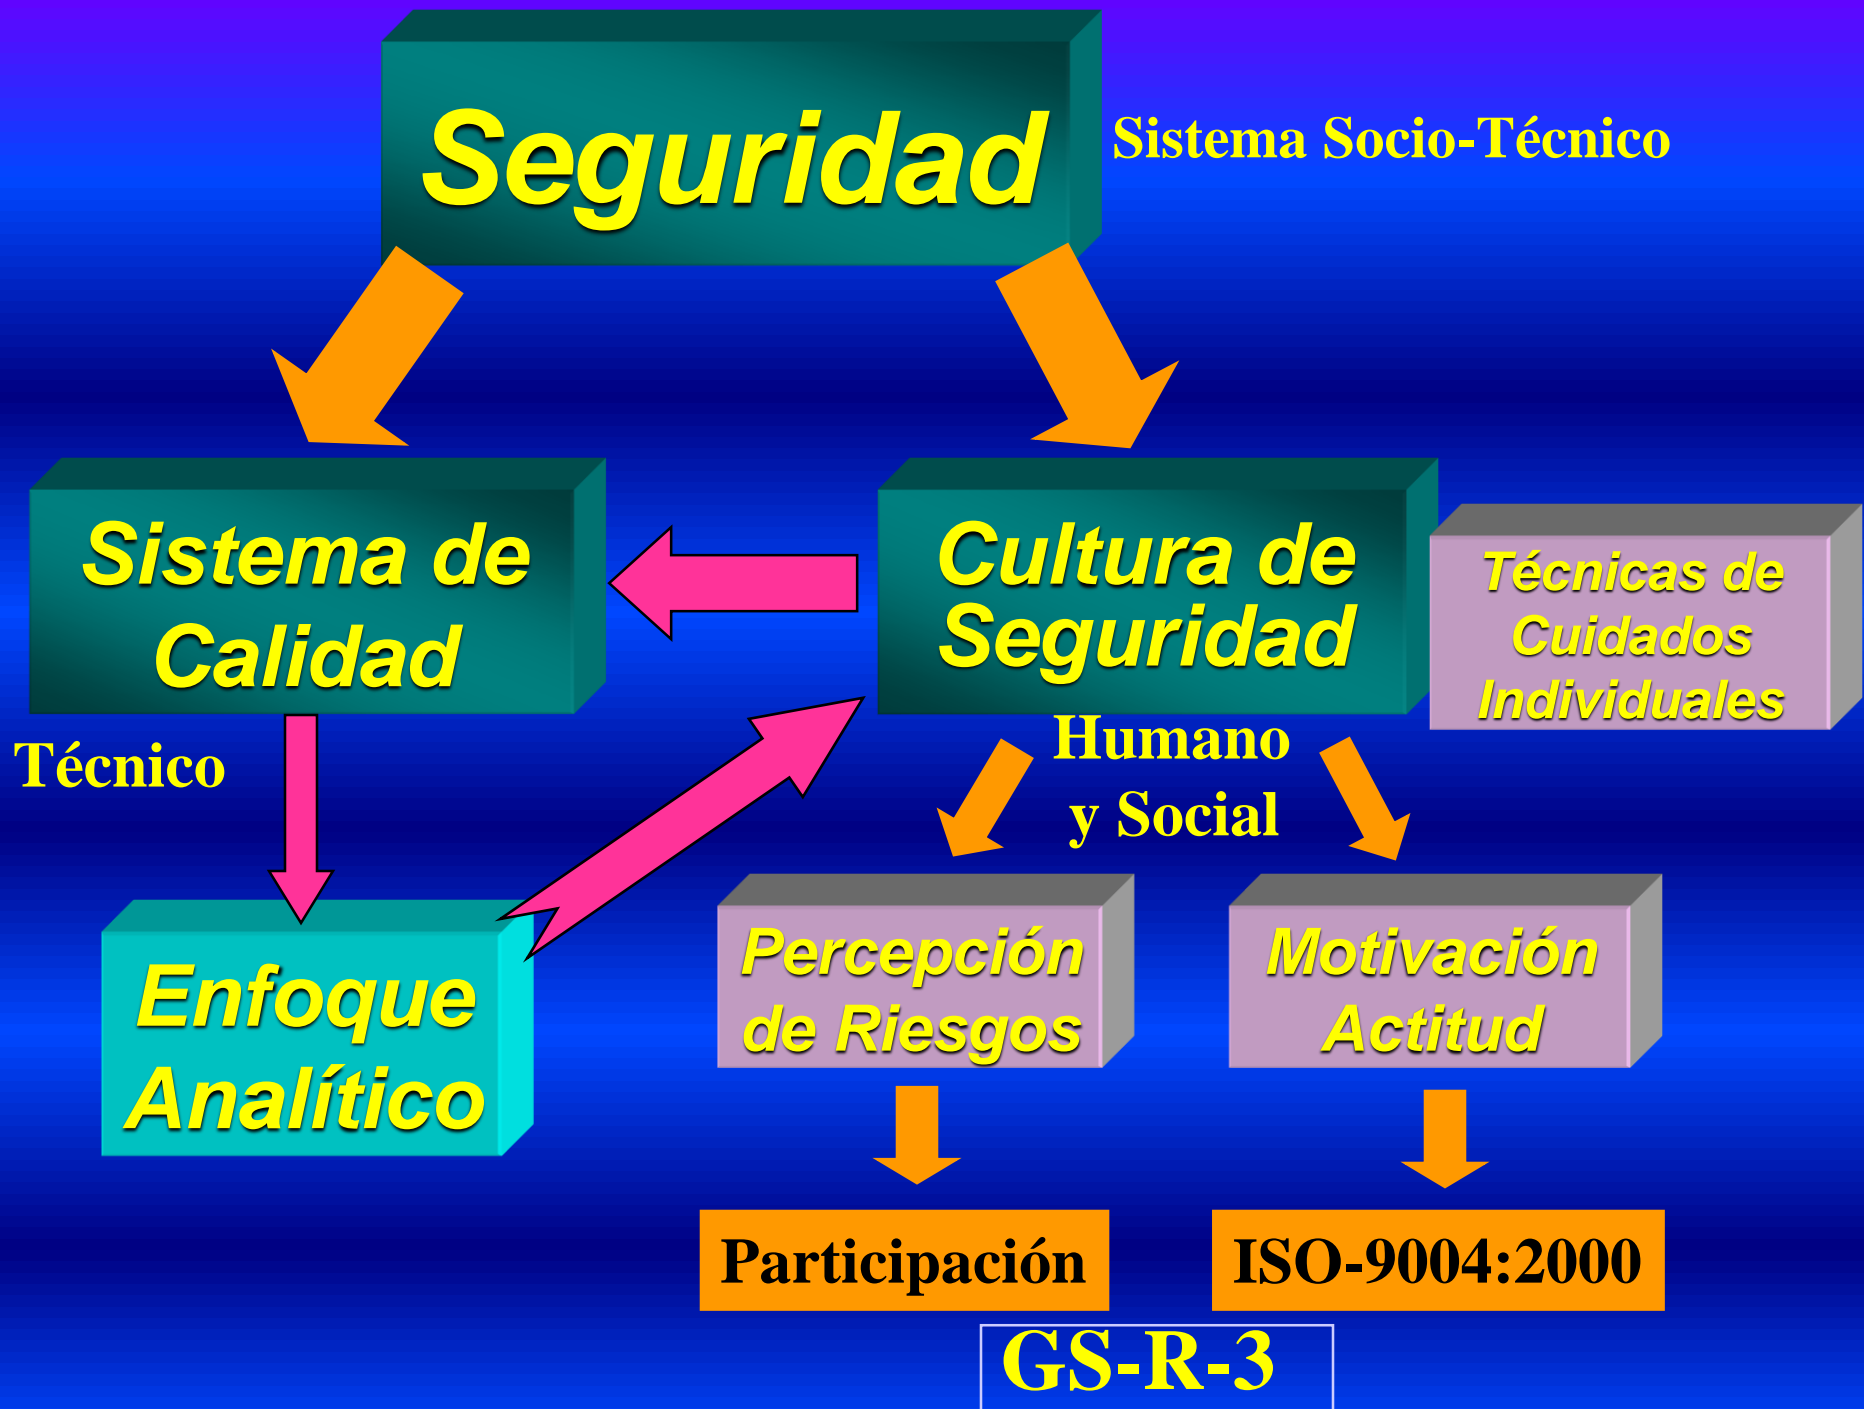 Seguridad
Sistema Socio-Técnico
Sistema de
Calidad
Cultura de
Seguridad
Técnicas de
Cuidados
Individuales
Técnico
Humano
y Social
Enfoque
Analítico
Percepción
de Riesgos
Motivación
Actitud
Participación
ISO-9004:2000
GS-R-3